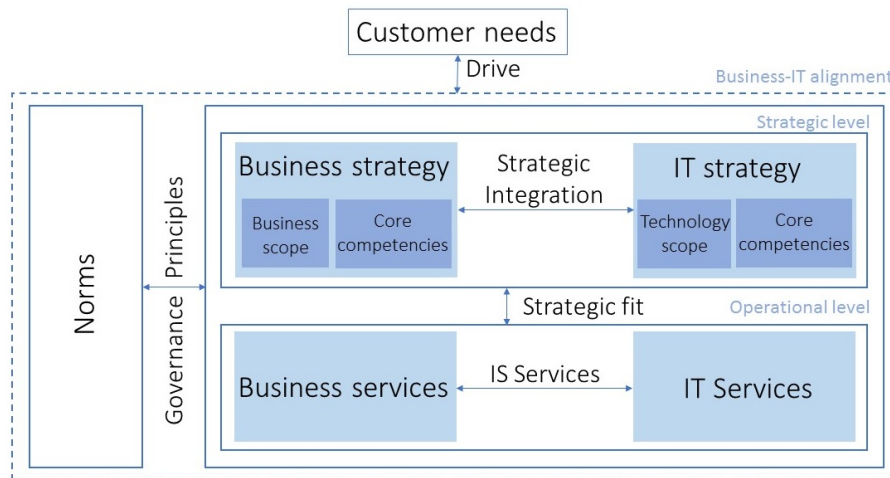 Customer needs
Drive
Business-IT alignment
Strategic level
Business strategy
Strategic
Integration
IT strategy
Business
scope
Core
competencies
Technology
scope
Core
competencies
Norms
Governance Principles
Strategic fit
Operational level
Business services
IS Services
IT Services